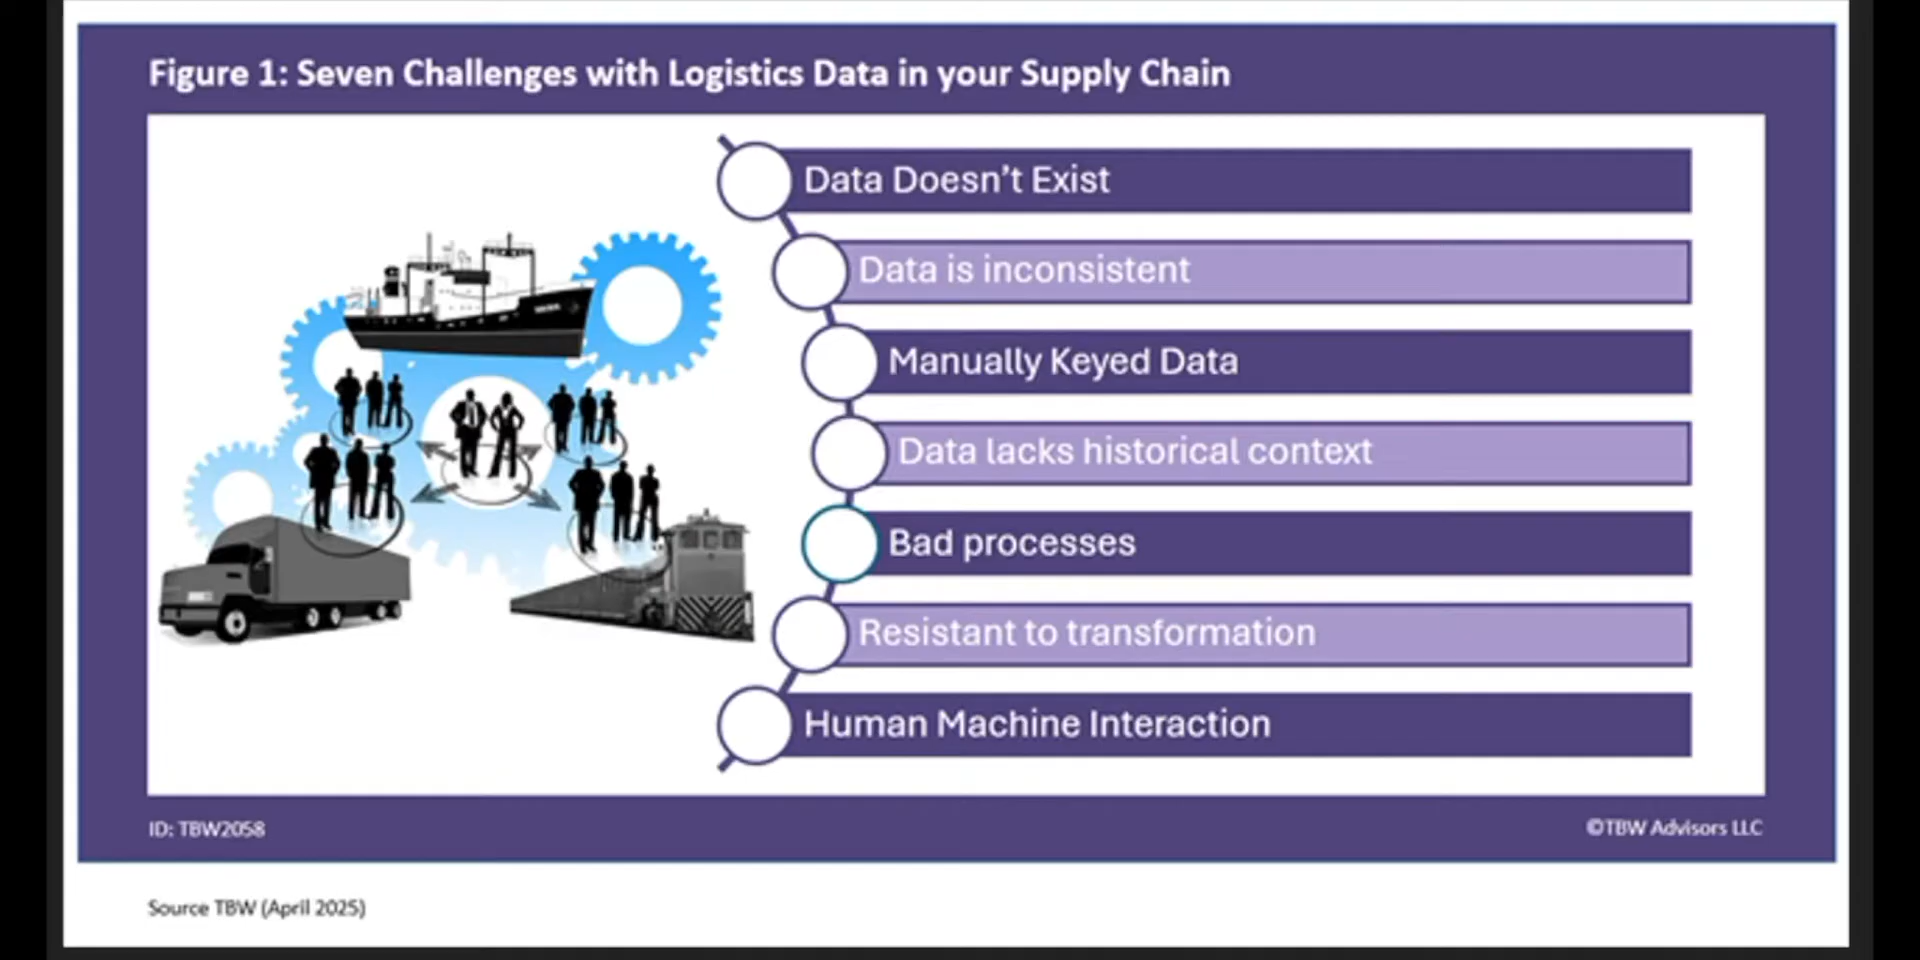 Figure 1: Seven Challenges with Logistics Data in your Supply Chain
Data Doesn’t Exist
Data is inconsistent
Manually Keyed Data
Data lacks historical context
Bad processes
Resistant to transformation
Human Machine Interaction
ID: TBW2058
©TBW Advisors LLC
Source TBW (April 2025)